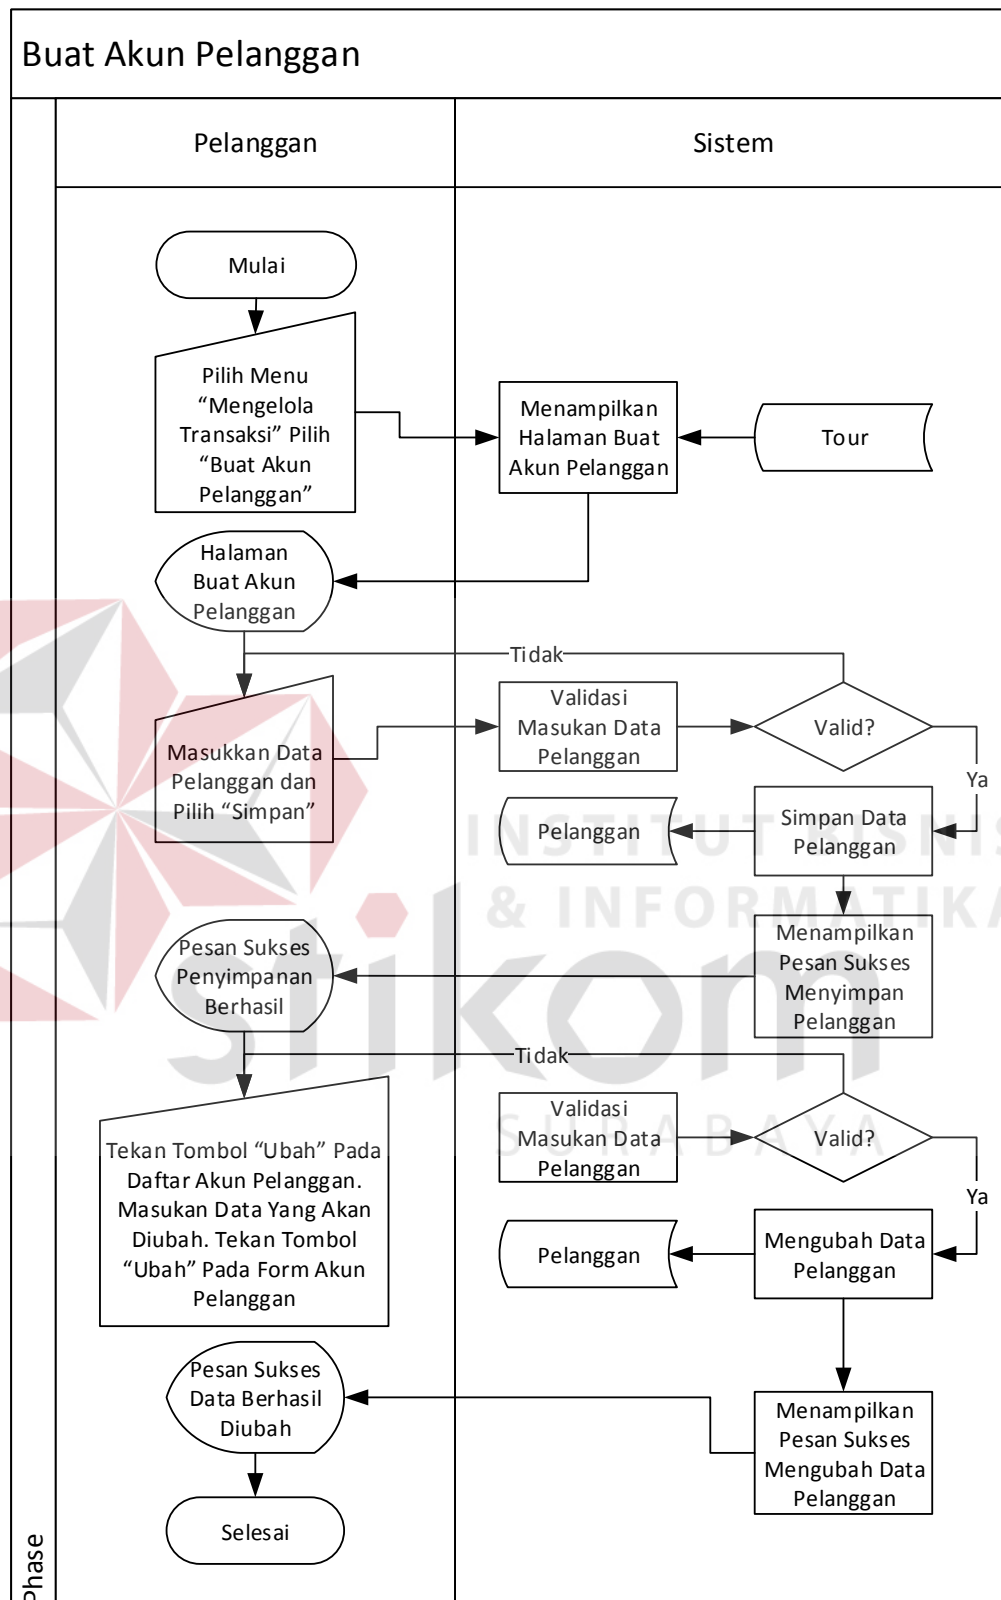 Buat Akun Pelanggan
Pelanggan
Sistem
Mulai
Pilih Menu
“Mengelola
Transaksi” Pilih
“Buat Akun
Pelanggan”
Menampilkan
Halaman Buat
Akun Pelanggan
Tour
Halaman
Buat Akun
Pelanggan
Tidak
Masukkan Data
Pelanggan dan
Pilih “Simpan”
Validasi
Masukan Data
Pelanggan
Valid?
Ya
Simpan Data
Pelanggan
Pelanggan
INSTITUT BISNIS
& INFORMATIKA
stikom
SURABAYA
Menampilkan
Pesan Sukses
Menyimpan
Pelanggan
Pesan Sukses
Penyimpanan
Berhasil
Tidak
Tekan Tombol “Ubah” Pada
Daftar Akun Pelanggan.
Masukan Data Yang Akan
Diubah. Tekan Tombol
“Ubah” Pada Form Akun
Pelanggan
Validasi
Masukan Data
Pelanggan
Valid?
Ya
Mengubah Data
Pelanggan
Pelanggan
Menampilkan
Pesan Sukses
Mengubah Data
Pelanggan
Pesan Sukses
Data Berhasil
Diubah
Selesai
Phase